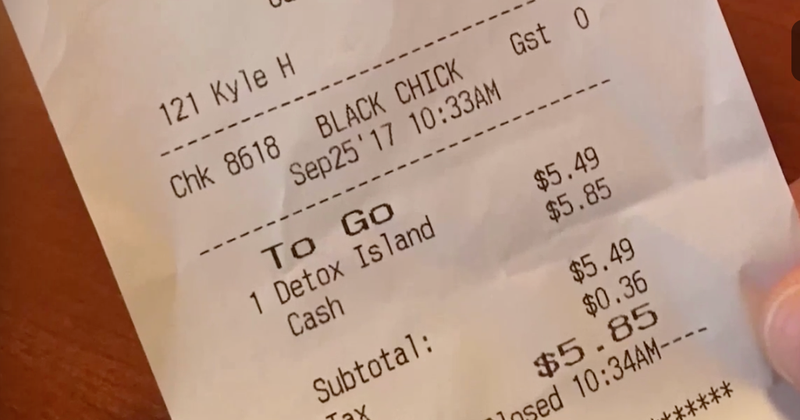 121 Kyle H
Chk 8618 BLACK CHICK Gst 0
Sep25'17 10:33AM
To Go
1 Detox Island $5.49
Cash $5.85
Subtotal: $5.49
Tax $0.36
$5.85
10:34AM----
********